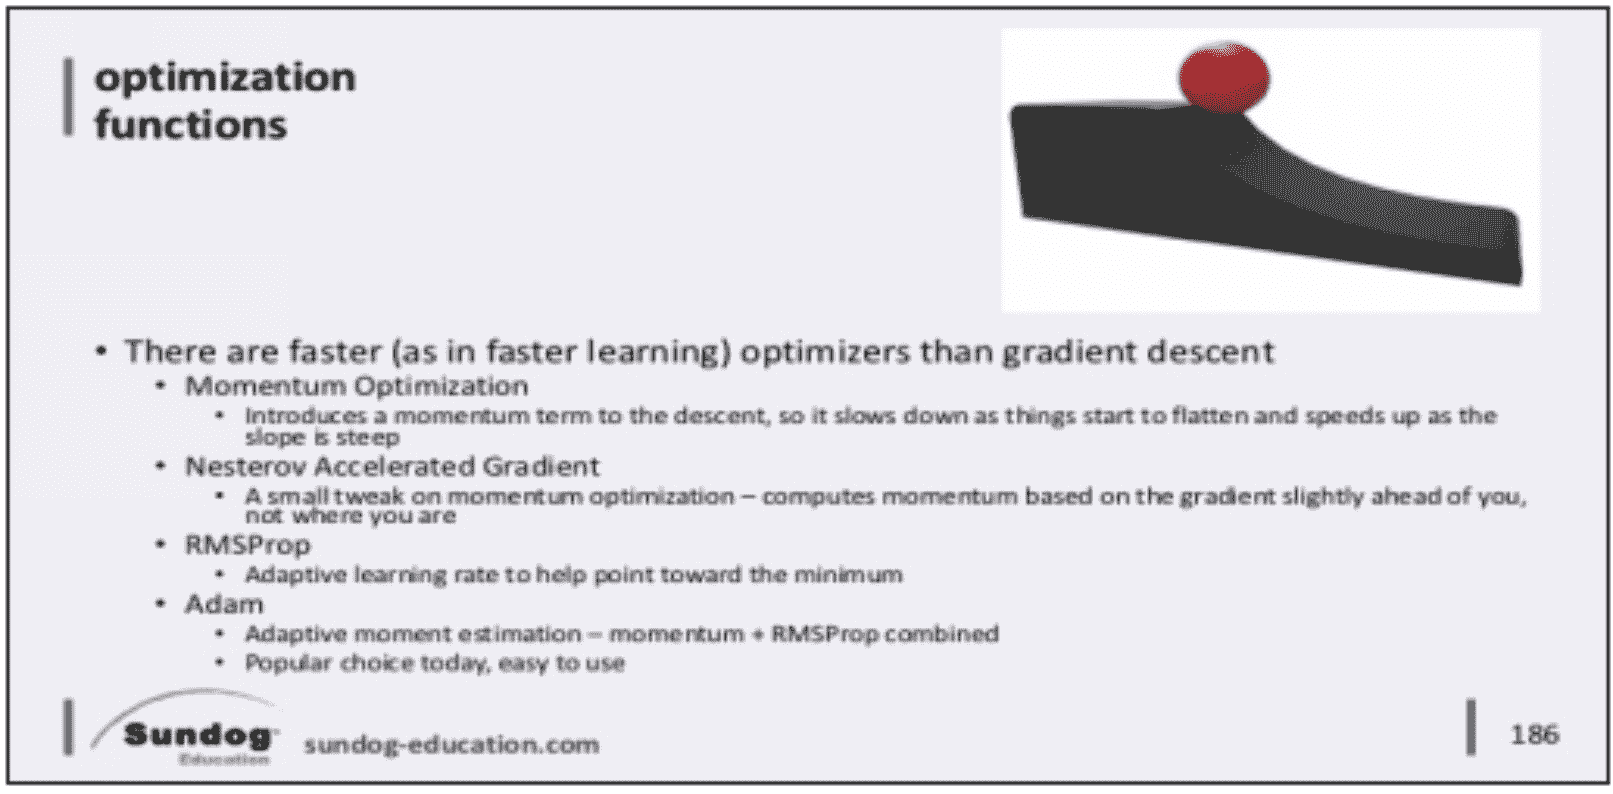 optimization
functions
• There are faster (as in faster learning) optimizers than gradient descent
• Momentum Optimization
• Introduces a momentum term to the descent, so it slows down as things start to flatten and speeds up as the
slope is steep
• Nesterov Accelerated Gradient
• A small tweak on momentum optimization – computes momentum based on the gradient slightly ahead of you,
not where you are
• RMSProp
• Adaptive learning rate to help point toward the minimum
• Adam
• Adaptive moment estimation – momentum + RMSProp combined
• Popular choice today, easy to use
Sundog
Education
sundog-education.com
186